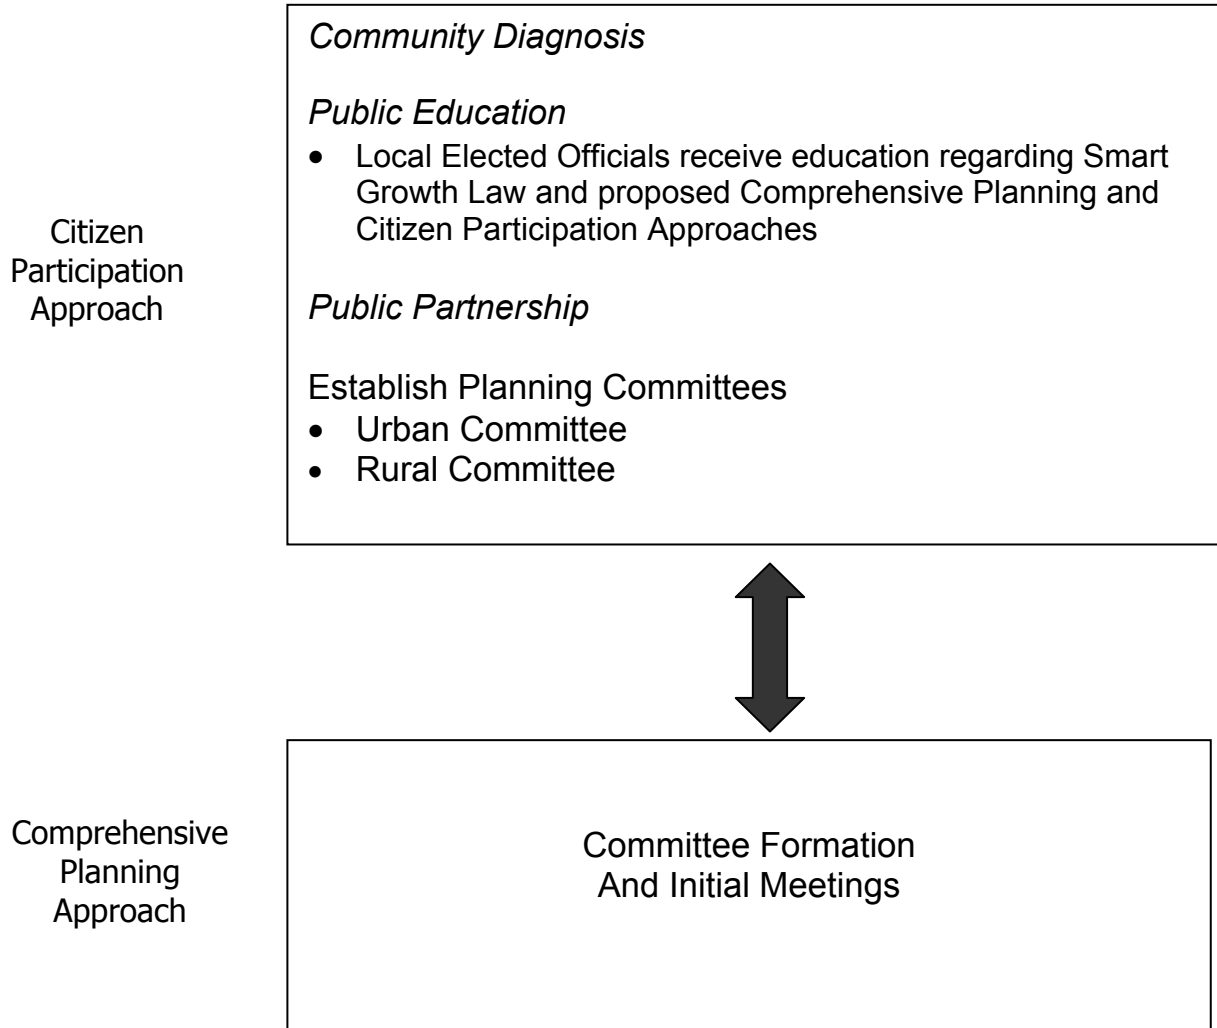 Community Diagnosis
Public Education
• Local Elected Officials receive education regarding Smart
Growth Law and proposed Comprehensive Planning and
Citizen Participation Approaches
Citizen
Participation
Approach
Public Partnership
Establish Planning Committees
• Urban Committee
• Rural Committee
Comprehensive
Planning
Approach
Committee Formation
And Initial Meetings